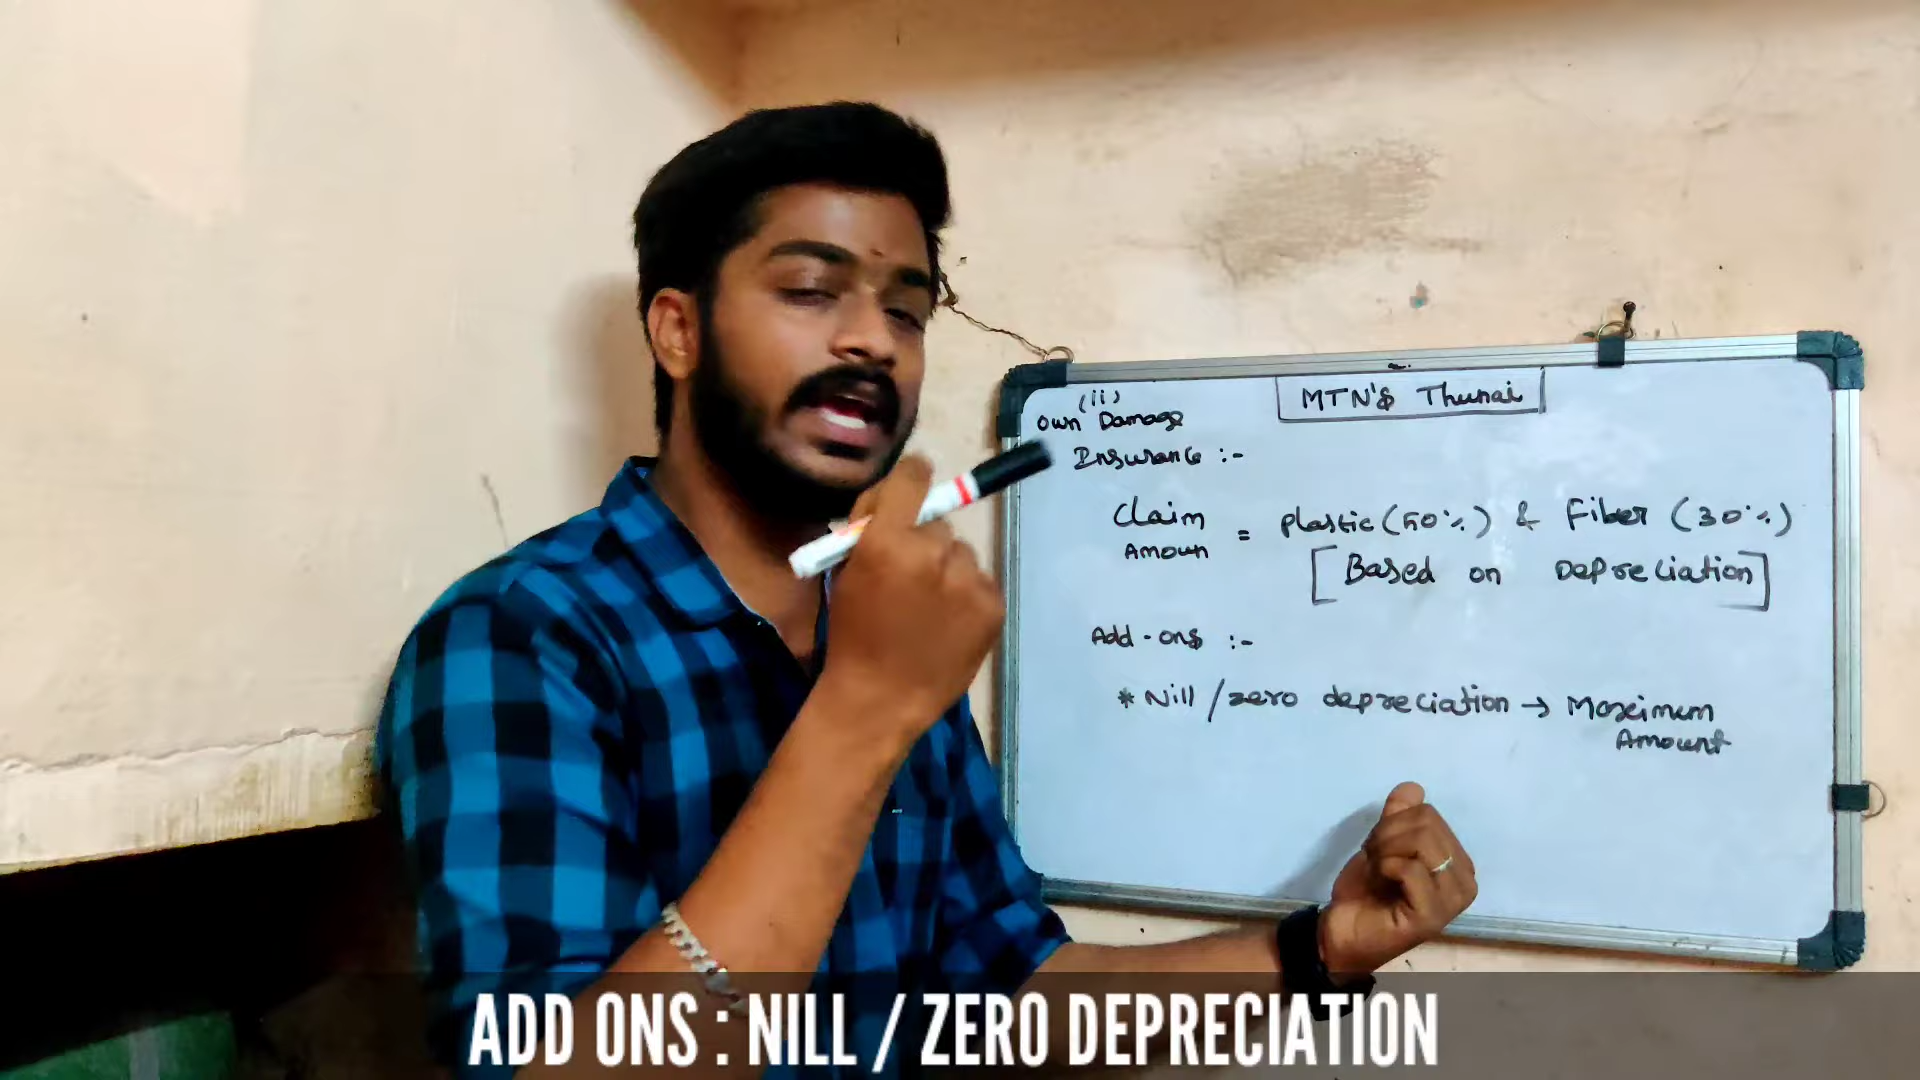 MTN'S Thunai
(ii)
Own Damage
Insurance :-
Claim Amoun = plastic (50%) & Fiber (30%)
[Based on Depreciation]
Add-ons :-
* Nill / zero depreciation → Maximum
Amount
ADD ONS : NILL / ZERO DEPRECIATION